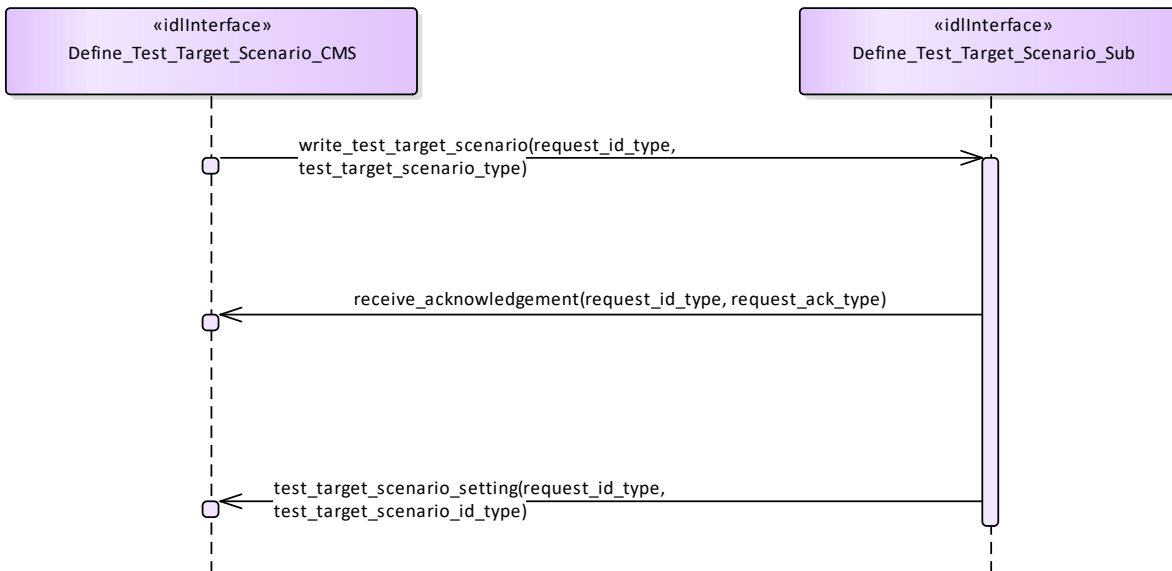 «idlInterface»
Define_Test_Target_Scenario_CMS
«idlInterface»
Define_Test_Target_Scenario_Sub
write_test_target_scenario(request_id_type,
test_target_scenario_type)
receive_acknowledgement(request_id_type, request_ack_type)
test_target_scenario_setting(request_id_type,
test_target_scenario_id_type)